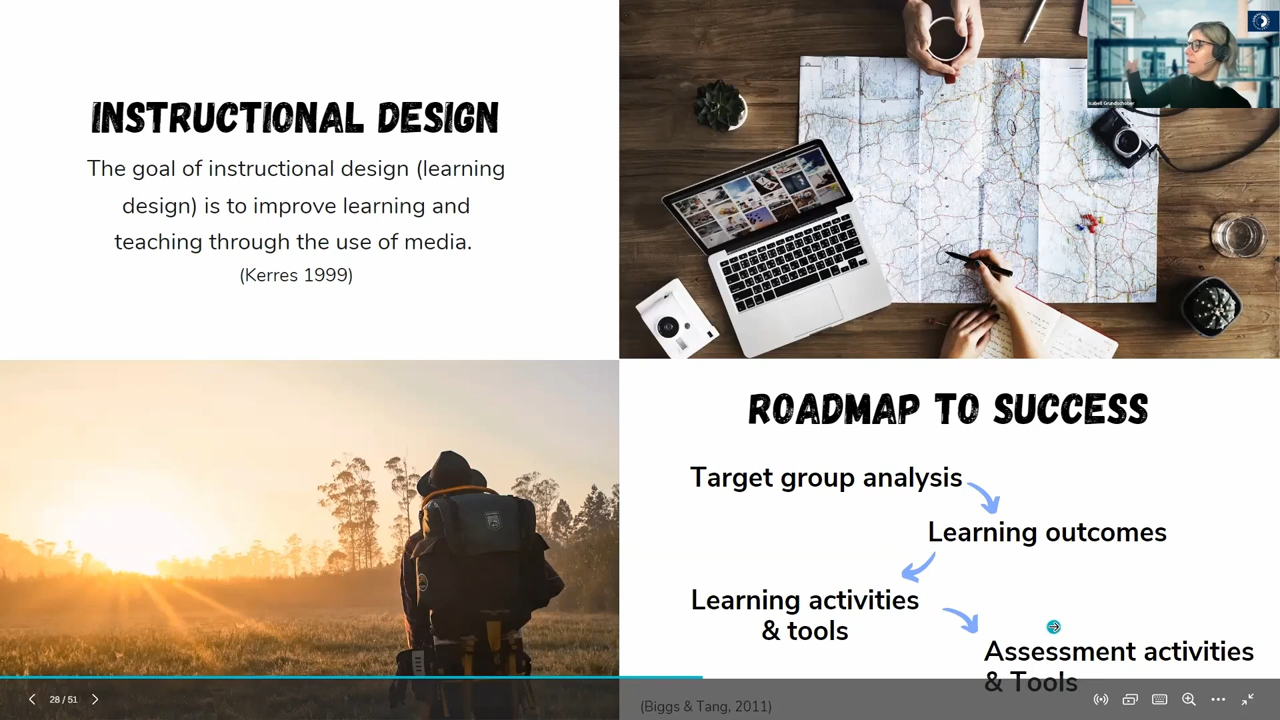 INSTRUCTIONAL DESIGN
The goal of instructional design (learning
design) is to improve learning and
teaching through the use of media.
(Kerres 1999)
Isabell Grundschober
ROADMAP TO SUCCESS
Target group analysis
Learning outcomes
Learning activities
& tools
Assessment activities
& Tools
(Biggs & Tang, 2011)
28 / 51